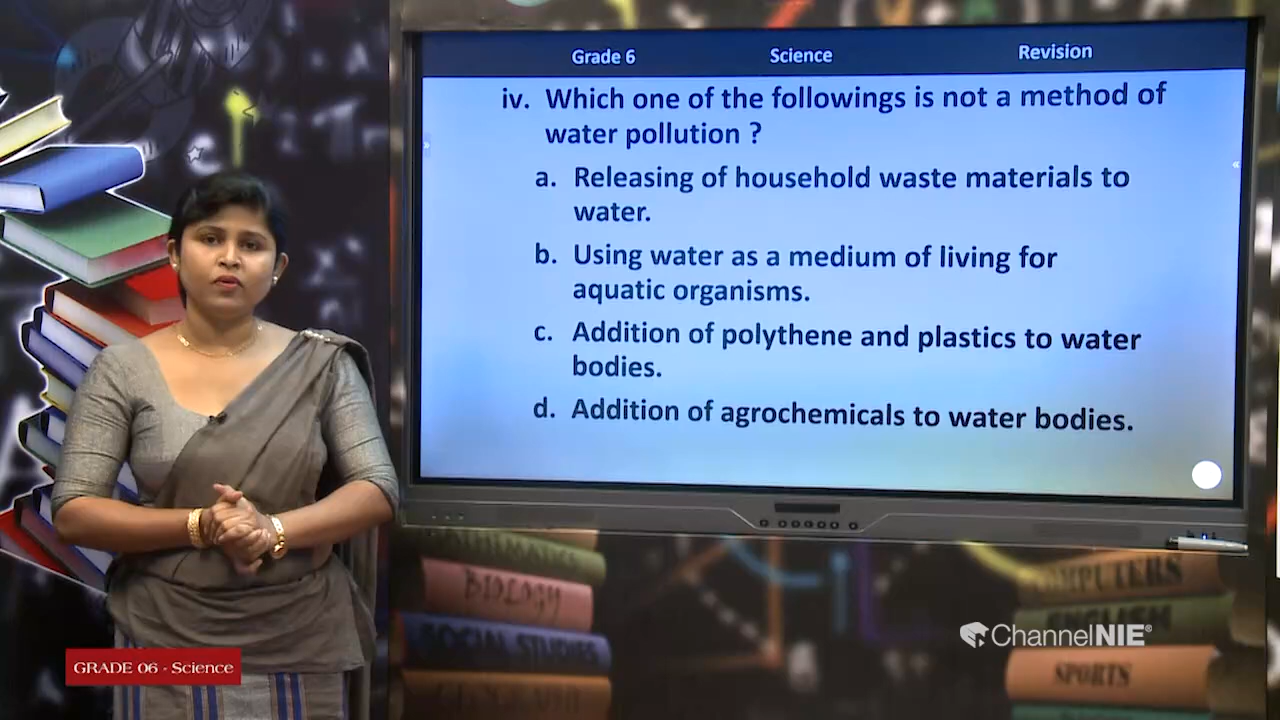 Grade 6 Science Revision
iv. Which one of the followings is not a method of
water pollution ?
a. Releasing of household waste materials to
water.
b. Using water as a medium of living for
aquatic organisms.
c. Addition of polythene and plastics to water
bodies.
d. Addition of agrochemicals to water bodies.
MATHEMATICS
BIOLOGY
SOCIAL STUDIES
COMPUTERS
ENGLISH
SPORTS
ChannelNIE®
GRADE 06 - Science